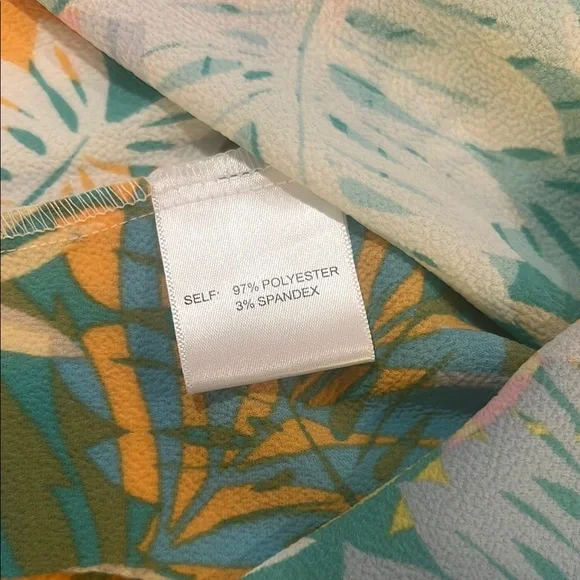 SELF: 97% POLYESTER
3% SPANDEX